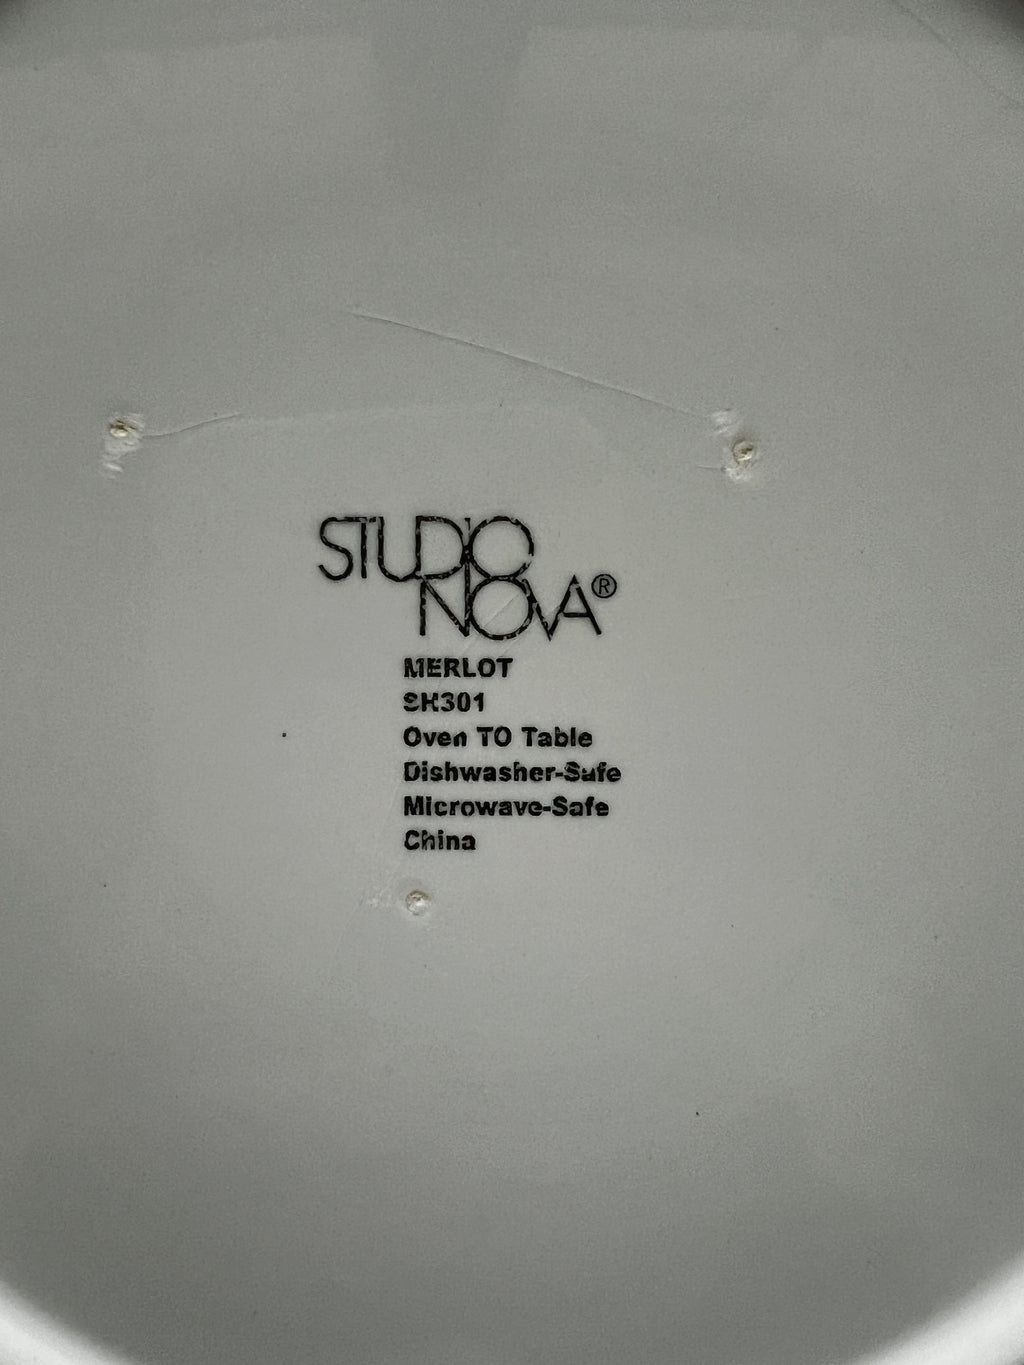 STUDIO
NOVA®
MERLOT
SH301
Oven TO Table
Dishwasher-Safe
Microwave-Safe
China